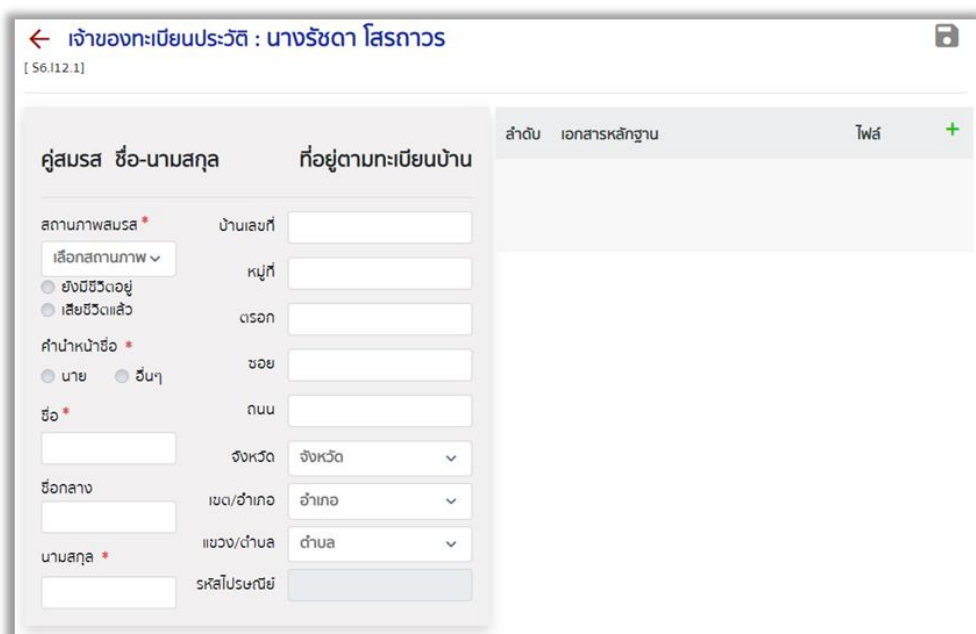 เจ้าของทะเบียนประวัติ : นางรัชดา โสรถาวร
[ S6.I12.1]
คู่สมรส ชื่อ-นามสกุล
ที่อยู่ตามทะเบียนบ้าน
สถานภาพสมรส *
เลือกสถานภาพ
ยังมีชีวิตอยู่
เสียชีวิตแล้ว
คำนำหน้าชื่อ *
นาย อื่นๆ
ชื่อ *
ชื่อกลาง
นามสกุล *
บ้านเลขที่
หมู่ที่
ตรอก
ซอย
ถนน
จังหวัด จังหวัด
เขต/อำเภอ อำเภอ
แขวง/ตำบล ตำบล
รหัสไปรษณีย์
ลำดับ เอกสารหลักฐาน ไฟล์ +